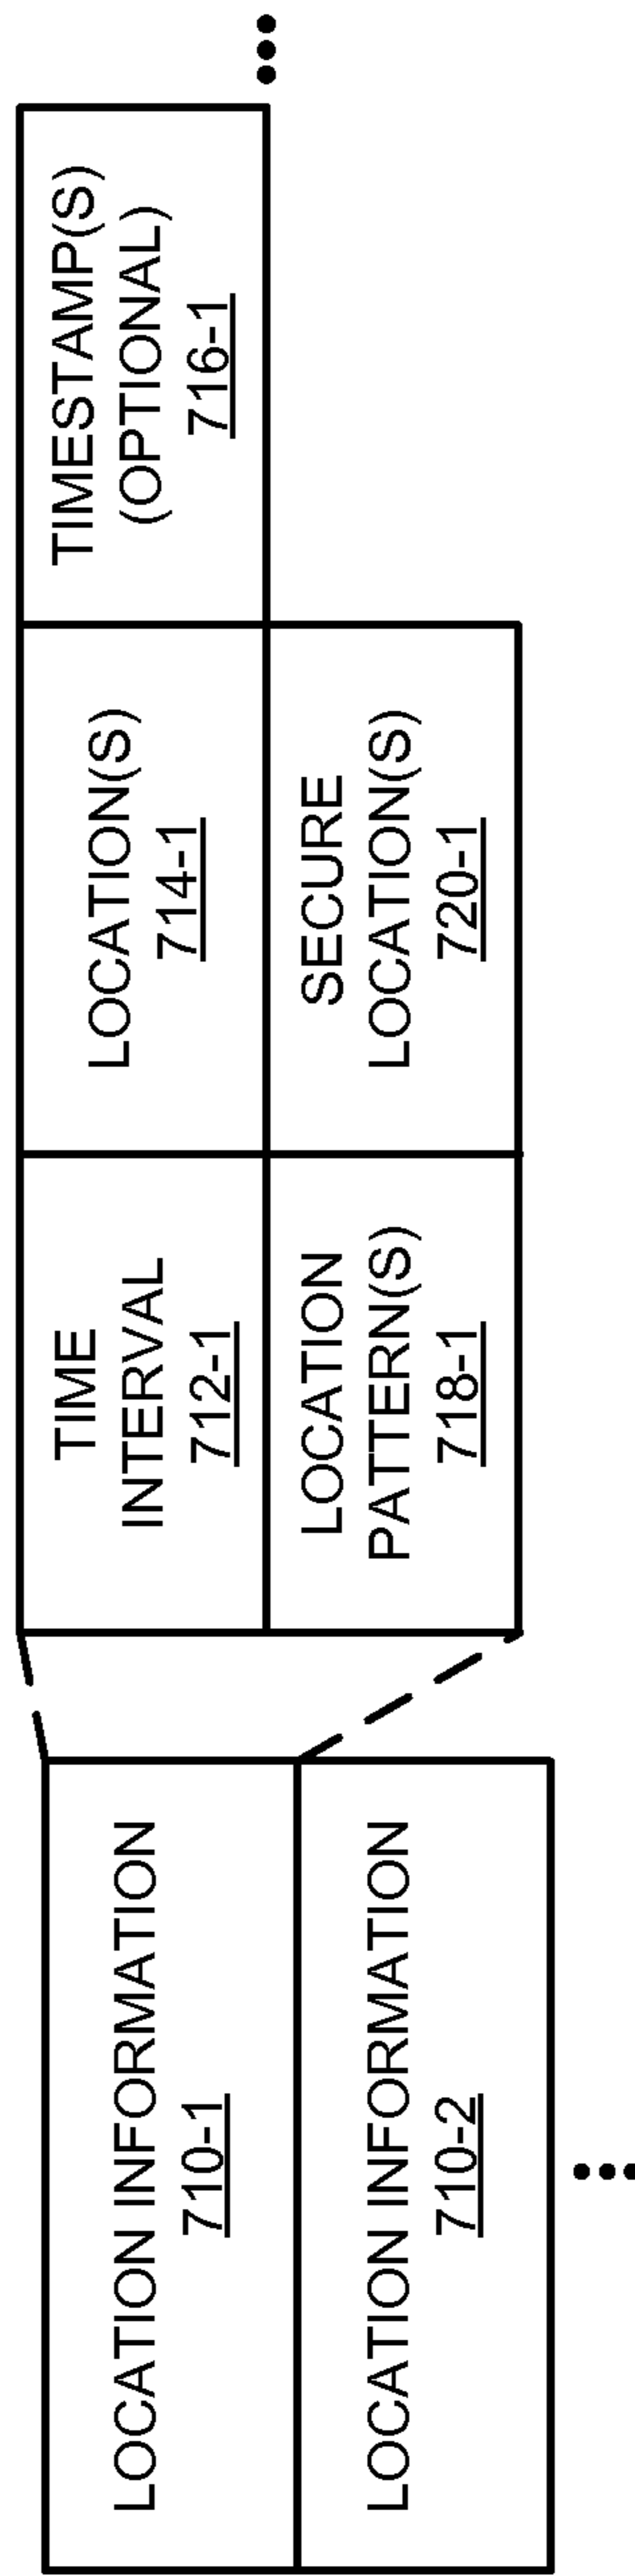 LOCATION INFORMATION
710-1
LOCATION INFORMATION
710-2
TIME
INTERVAL
712-1
LOCATION(S)
714-1
TIMESTAMP(S)
(OPTIONAL)
716-1
LOCATION
PATTERN(S)
718-1
SECURE
LOCATION(S)
720-1